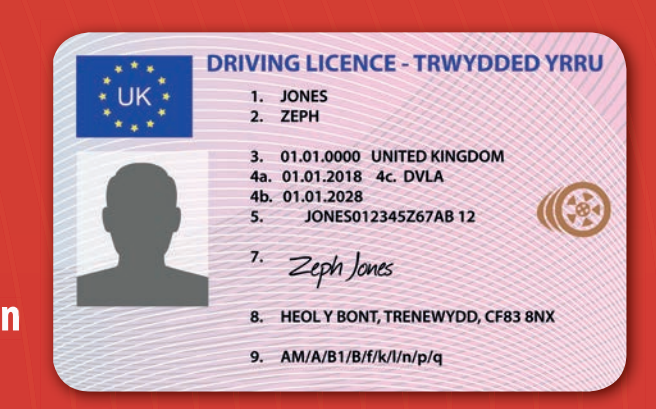 DRIVING LICENCE - TRWYDDED YRRU
UK
1. JONES
2. ZEPH
3. 01.01.0000 UNITED KINGDOM
4a. 01.01.2018 4c. DVLA
4b. 01.01.2028
5. JONES012345Z67AB 12
7. Zeph Jones
n
8. HEOL Y BONT, TRENEWYDD, CF83 8NX
9. AM/A/B1/B/f/k/l/n/p/q